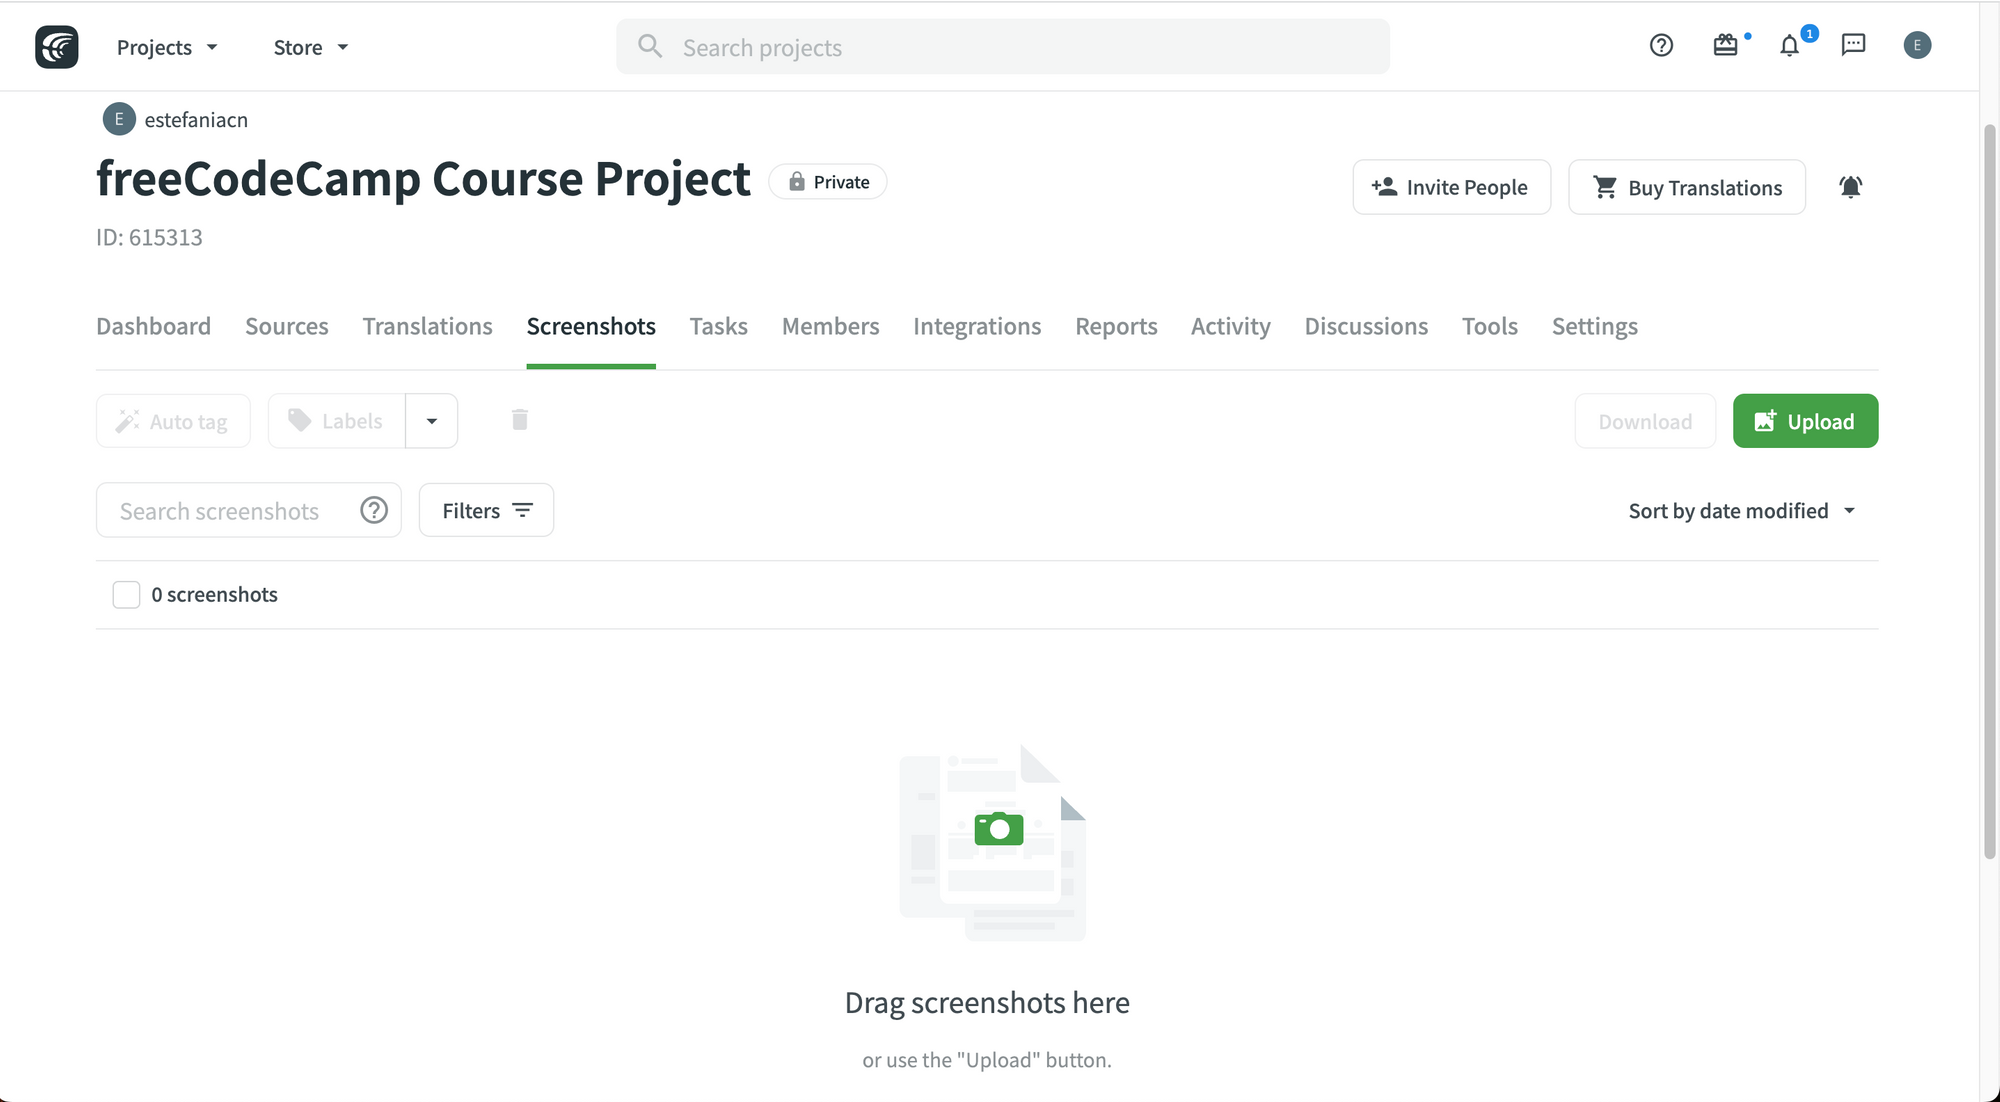 Projects Store Search projects 1 E
E estefaniacn
freeCodeCamp Course Project Private Invite People Buy Translations
ID: 615313
Dashboard Sources Translations Screenshots Tasks Members Integrations Reports Activity Discussions Tools Settings
Auto tag Labels Download Upload
Search screenshots Filters Sort by date modified
0 screenshots
Drag screenshots here
or use the "Upload" button.